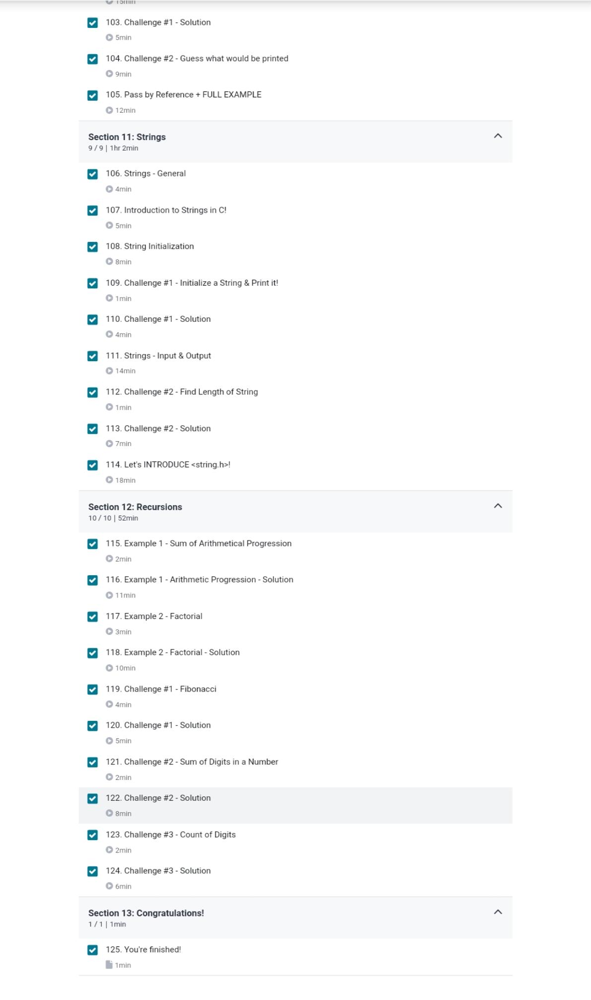 15min
103. Challenge #1 - Solution
5min
104. Challenge #2 - Guess what would be printed
9min
105. Pass by Reference + FULL EXAMPLE
12min
Section 11: Strings
9 / 9 | 1hr 2min
106. Strings - General
4min
107. Introduction to Strings in C!
5min
108. String Initialization
8min
109. Challenge #1 - Initialize a String & Print it!
1min
110. Challenge #1 - Solution
4min
111. Strings - Input & Output
14min
112. Challenge #2 - Find Length of String
1min
113. Challenge #2 - Solution
7min
114. Let's INTRODUCE <string.h>!
18min
Section 12: Recursions
10 / 10 | 52min
115. Example 1 - Sum of Arithmetical Progression
2min
116. Example 1 - Arithmetic Progression - Solution
11min
117. Example 2 - Factorial
3min
118. Example 2 - Factorial - Solution
10min
119. Challenge #1 - Fibonacci
4min
120. Challenge #1 - Solution
5min
121. Challenge #2 - Sum of Digits in a Number
2min
122. Challenge #2 - Solution
8min
123. Challenge #3 - Count of Digits
2min
124. Challenge #3 - Solution
6min
Section 13: Congratulations!
1 / 1 | 1min
125. You're finished!
1min